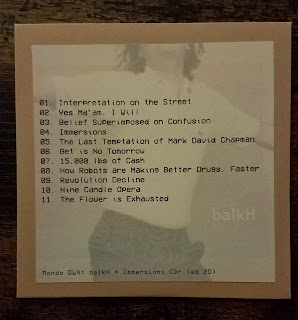 01. Interpretation on the Street
02. Yes Ma'am, I Will
03. Belief Superimposed on Confusion
04. Immersions
05. The Last Temptation of Mark David Chapman
06. Get is No Tomorrow
07. 15,000 lbs of Cash
08. How Robots are Making Better Drugs, Faster
09. Revolution Decline
10. Nine Candle Opera
11. The Flower is Exhausted
balkH
Mondo 064: balkH • Immersions CDr (ed 20)